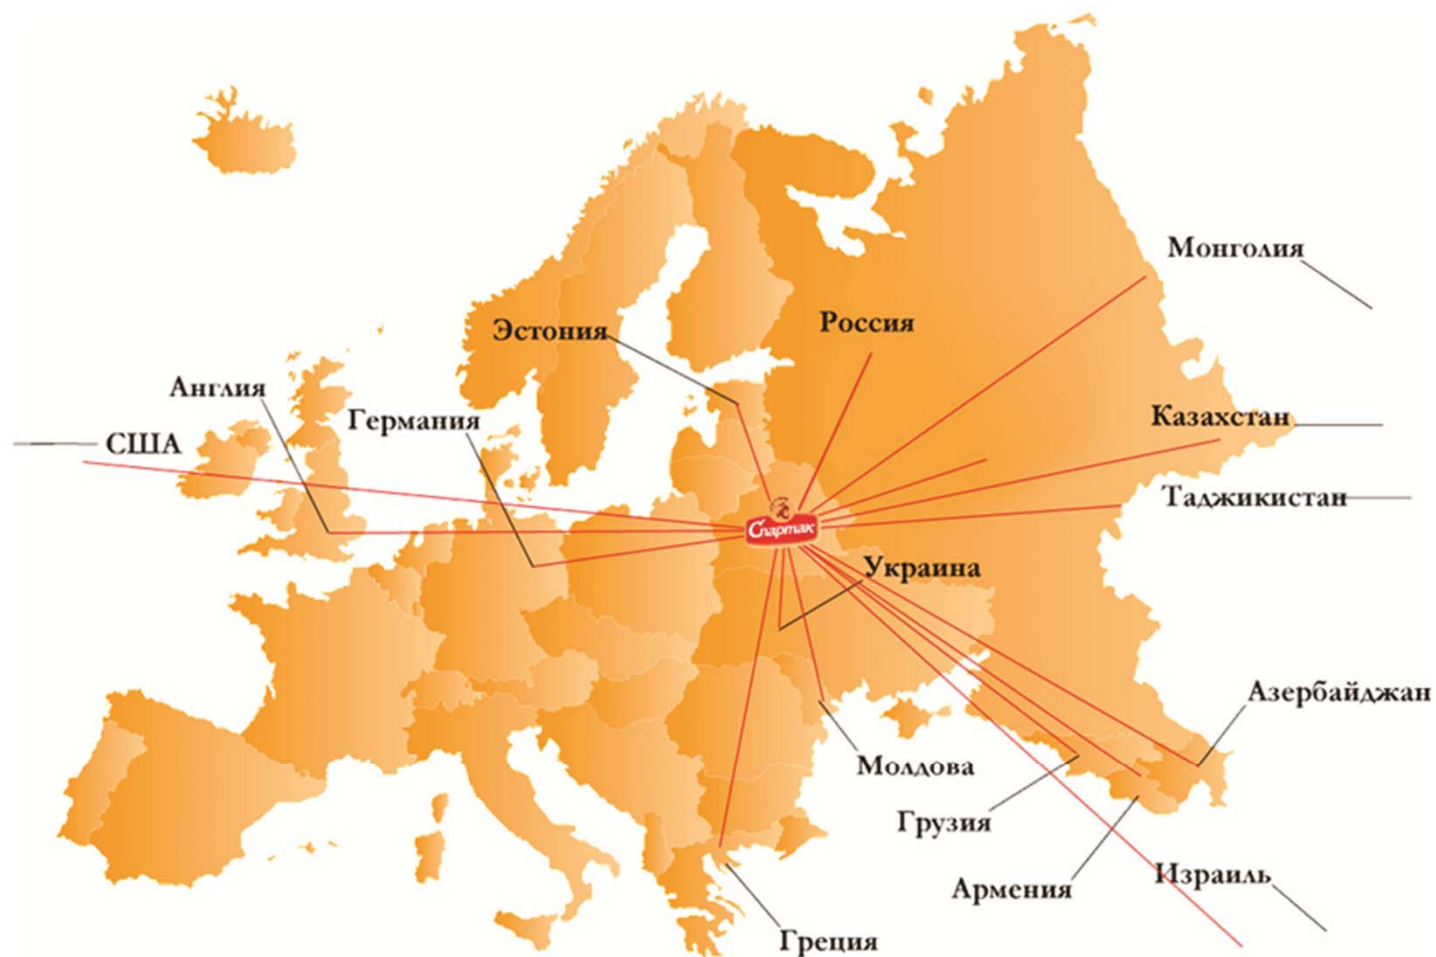 Монголия
Россия
Эстония
Англия
Германия
Казахстан
США
Таджикистан
Спартак
Украина
Азербайджан
Молдова
Грузия
Израиль
Армения
Греция